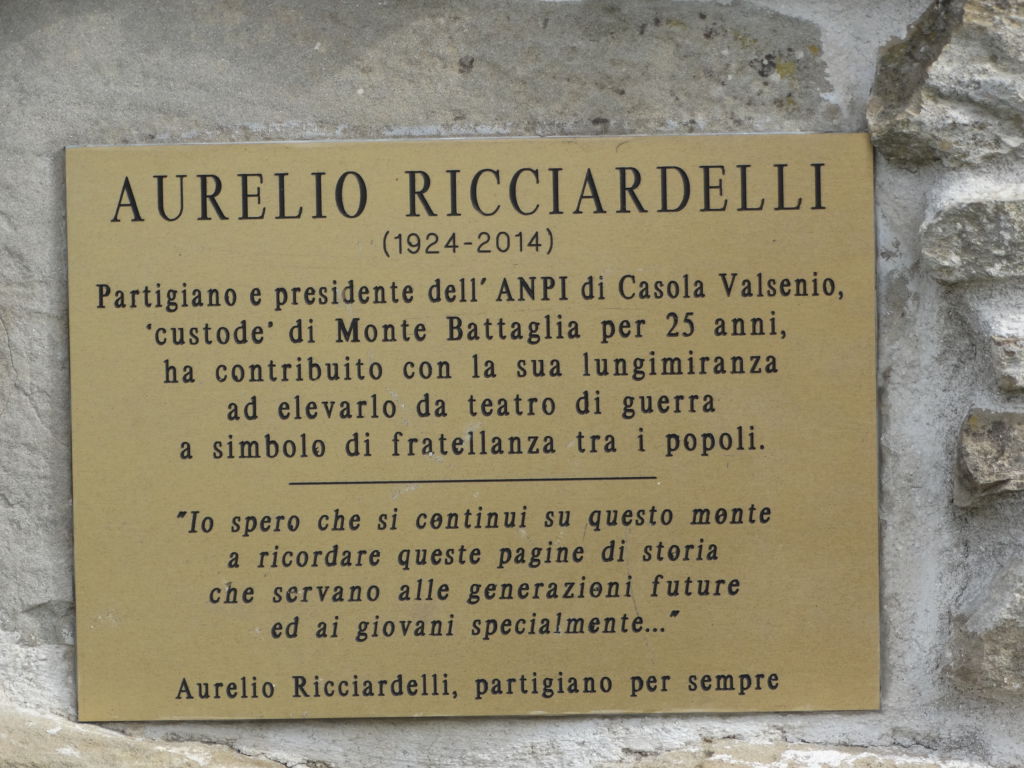 AURELIO RICCIARDELLI
(1924-2014)
Partigiano e presidente dell'ANPI di Casola Valsenio,
'custode' di Monte Battaglia per 25 anni,
ha contribuito con la sua lungimiranza
ad elevarlo da teatro di guerra
a simbolo di fratellanza tra i popoli.
"Io spero che si continui su questo monte
a ricordare queste pagine di storia
che servano alle generazioni future
ed ai giovani specialmente..."
Aurelio Ricciardelli, partigiano per sempre